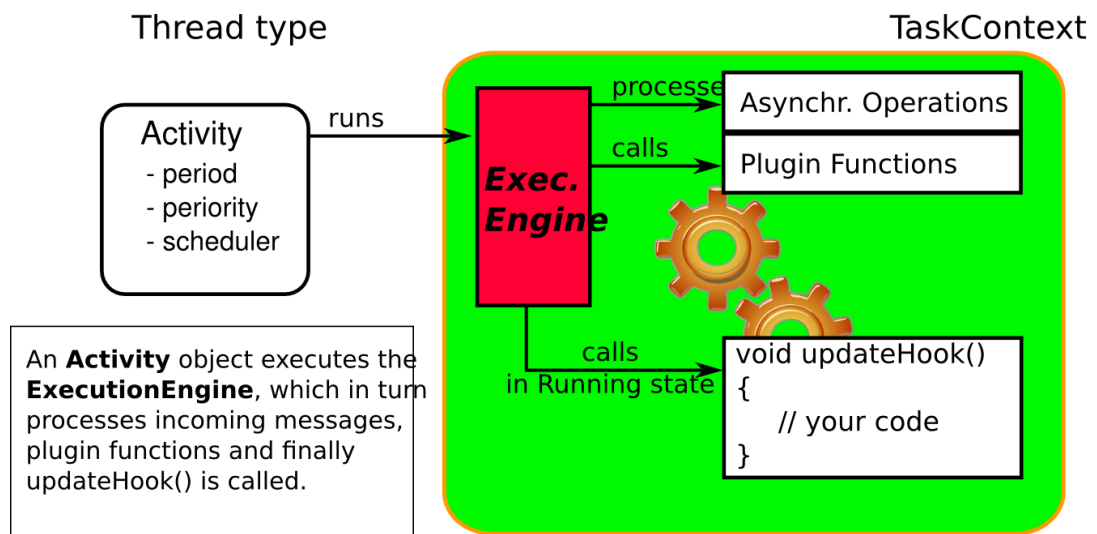 Thread type
TaskContext
Activity
- period
- periority
- scheduler
runs
Exec.
Engine
processe
Asynchr. Operations
calls
Plugin Functions
calls
in Running state
void updateHook()
{
// your code
}
An Activity object executes the
ExecutionEngine, which in turn
processes incoming messages,
plugin functions and finally
updateHook() is called.